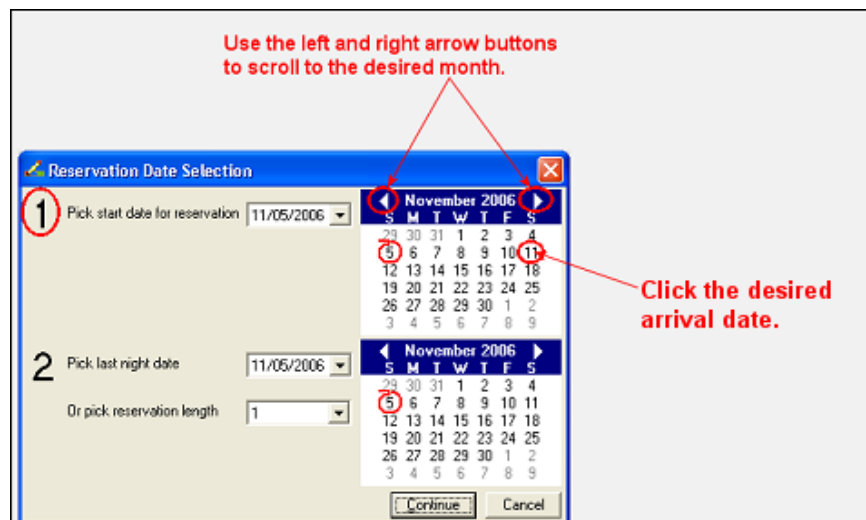 Use the left and right arrow buttons
to scroll to the desired month.
Reservation Date Selection
1 Pick start date for reservation 11/05/2006
November 2006
S M T W T F S
29 30 31 1 2 3 4
5 6 7 8 9 10 11
12 13 14 15 16 17 18
19 20 21 22 23 24 25
26 27 28 29 30 1 2
3 4 5 6 7 8 9
Click the desired
arrival date.
2 Pick last night date 11/05/2006
Or pick reservation length 1
November 2006
S M T W T F S
29 30 31 1 2 3 4
5 6 7 8 9 10 11
12 13 14 15 16 17 18
19 20 21 22 23 24 25
26 27 28 29 30 1 2
3 4 5 6 7 8 9
Continue Cancel